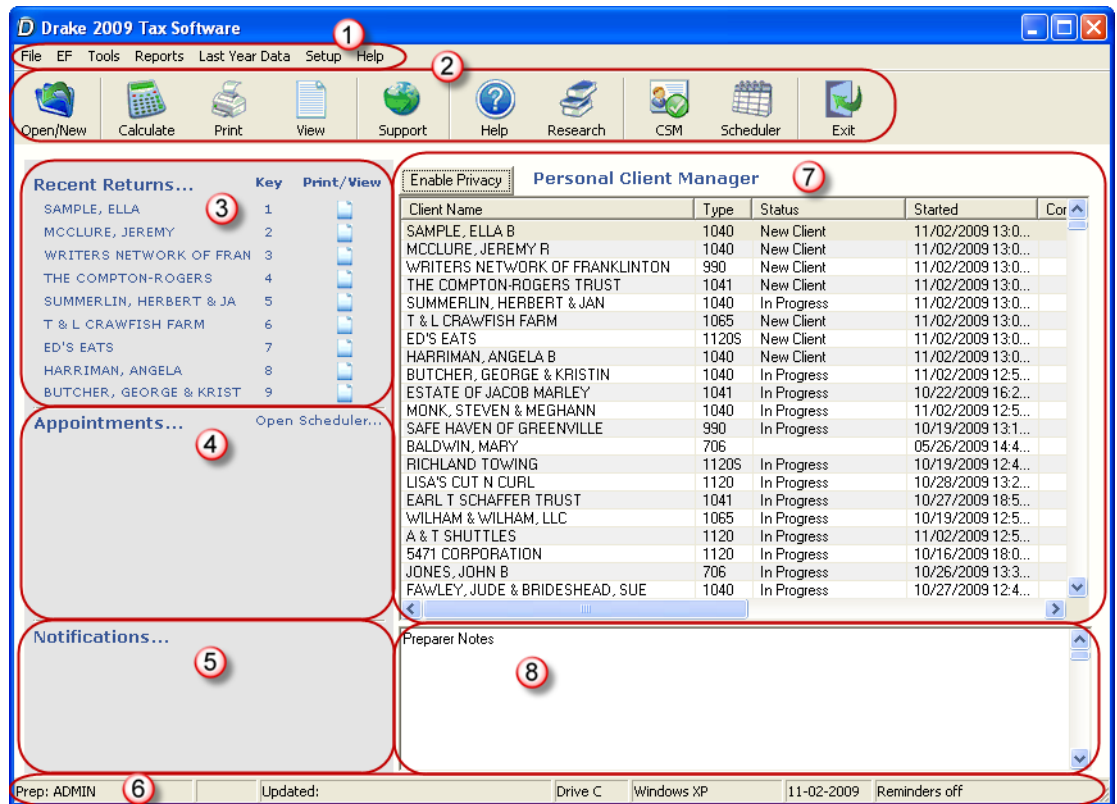 Drake 2009 Tax Software
1
File EF Tools Reports Last Year Data Setup Help
2
Open/New Calculate Print View Support Help Research CSM Scheduler Exit
Recent Returns... Key Print/View
3
SAMPLE, ELLA 1
MCCLURE, JEREMY 2
WRITERS NETWORK OF FRAN 3
THE COMPTON-ROGERS 4
SUMMERLIN, HERBERT & JA 5
T & L CRAWFISH FARM 6
ED'S EATS 7
HARRIMAN, ANGELA 8
BUTCHER, GEORGE & KRIST 9
Appointments... Open Scheduler...
4
Notifications...
5
Enable Privacy Personal Client Manager 7
Client Name Type Status Started Cor
SAMPLE, ELLA B 1040 New Client 11/02/2009 13:0...
MCCLURE, JEREMY R 1040 New Client 11/02/2009 13:0...
WRITERS NETWORK OF FRANKLINTON 990 New Client 11/02/2009 13:0...
THE COMPTON-ROGERS TRUST 1041 New Client 11/02/2009 13:0...
SUMMERLIN, HERBERT & JAN 1040 In Progress 11/02/2009 13:0...
T & L CRAWFISH FARM 1065 New Client 11/02/2009 13:0...
ED'S EATS 1120S New Client 11/02/2009 13:0...
HARRIMAN, ANGELA B 1040 New Client 11/02/2009 13:0...
BUTCHER, GEORGE & KRISTIN 1040 In Progress 11/02/2009 12:5...
ESTATE OF JACOB MARLEY 1041 In Progress 10/22/2009 16:2...
MONK, STEVEN & MEGHANN 1040 In Progress 11/02/2009 12:5...
SAFE HAVEN OF GREENVILLE 990 In Progress 10/19/2009 13:1...
BALDWIN, MARY 706 05/26/2009 14:4...
RICHLAND TOWING 1120S In Progress 10/19/2009 12:4...
LISA'S CUT N CURL 1120 In Progress 10/28/2009 13:2...
EARL T SCHAFFER TRUST 1041 In Progress 10/27/2009 18:5...
WILHAM & WILHAM, LLC 1065 In Progress 10/19/2009 12:5...
A & T SHUTTLES 1120 In Progress 11/02/2009 12:5...
5471 CORPORATION 1120 In Progress 10/16/2009 18:0...
JONES, JOHN B 706 In Progress 10/26/2009 13:3...
FAWLEY, JUDE & BRIDESHEAD, SUE 1040 In Progress 10/27/2009 12:4...
Preparer Notes
8
Prep: ADMIN 6 Updated: Drive C Windows XP 11-02-2009 Reminders off